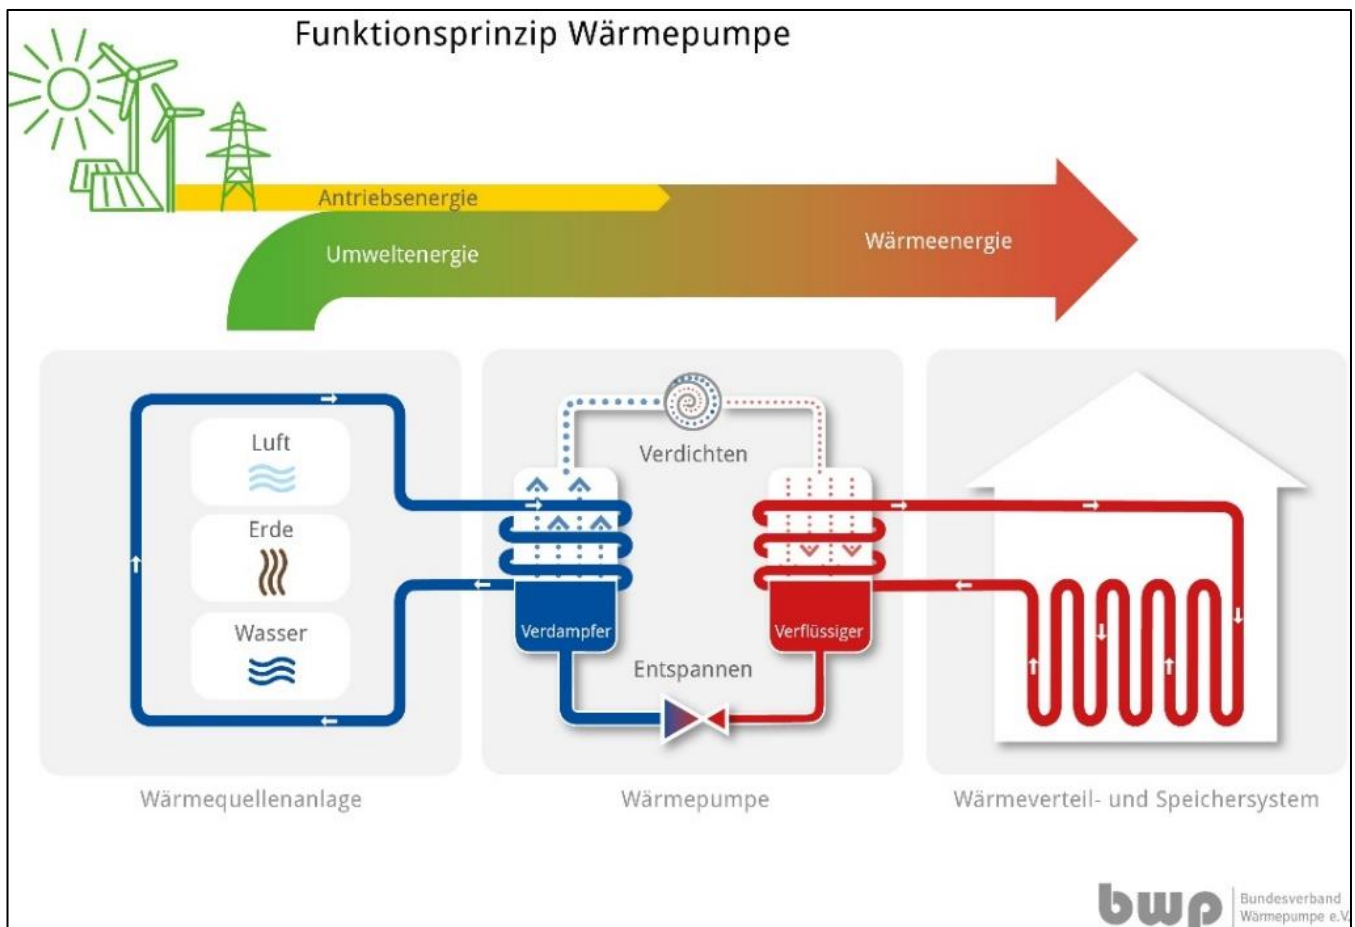 Funktionsprinzip Wärmepumpe
Antriebsenergie
Umweltenergie
Wärmeenergie
Luft
Erde
Wasser
Verdichten
Verdampfer
Verflüssiger
Entspannen
Wärmequellenanlage
Wärmepumpe
Wärmeverteil- und Speichersystem
bwp
Bundesverband
Wärmepumpe e.V.